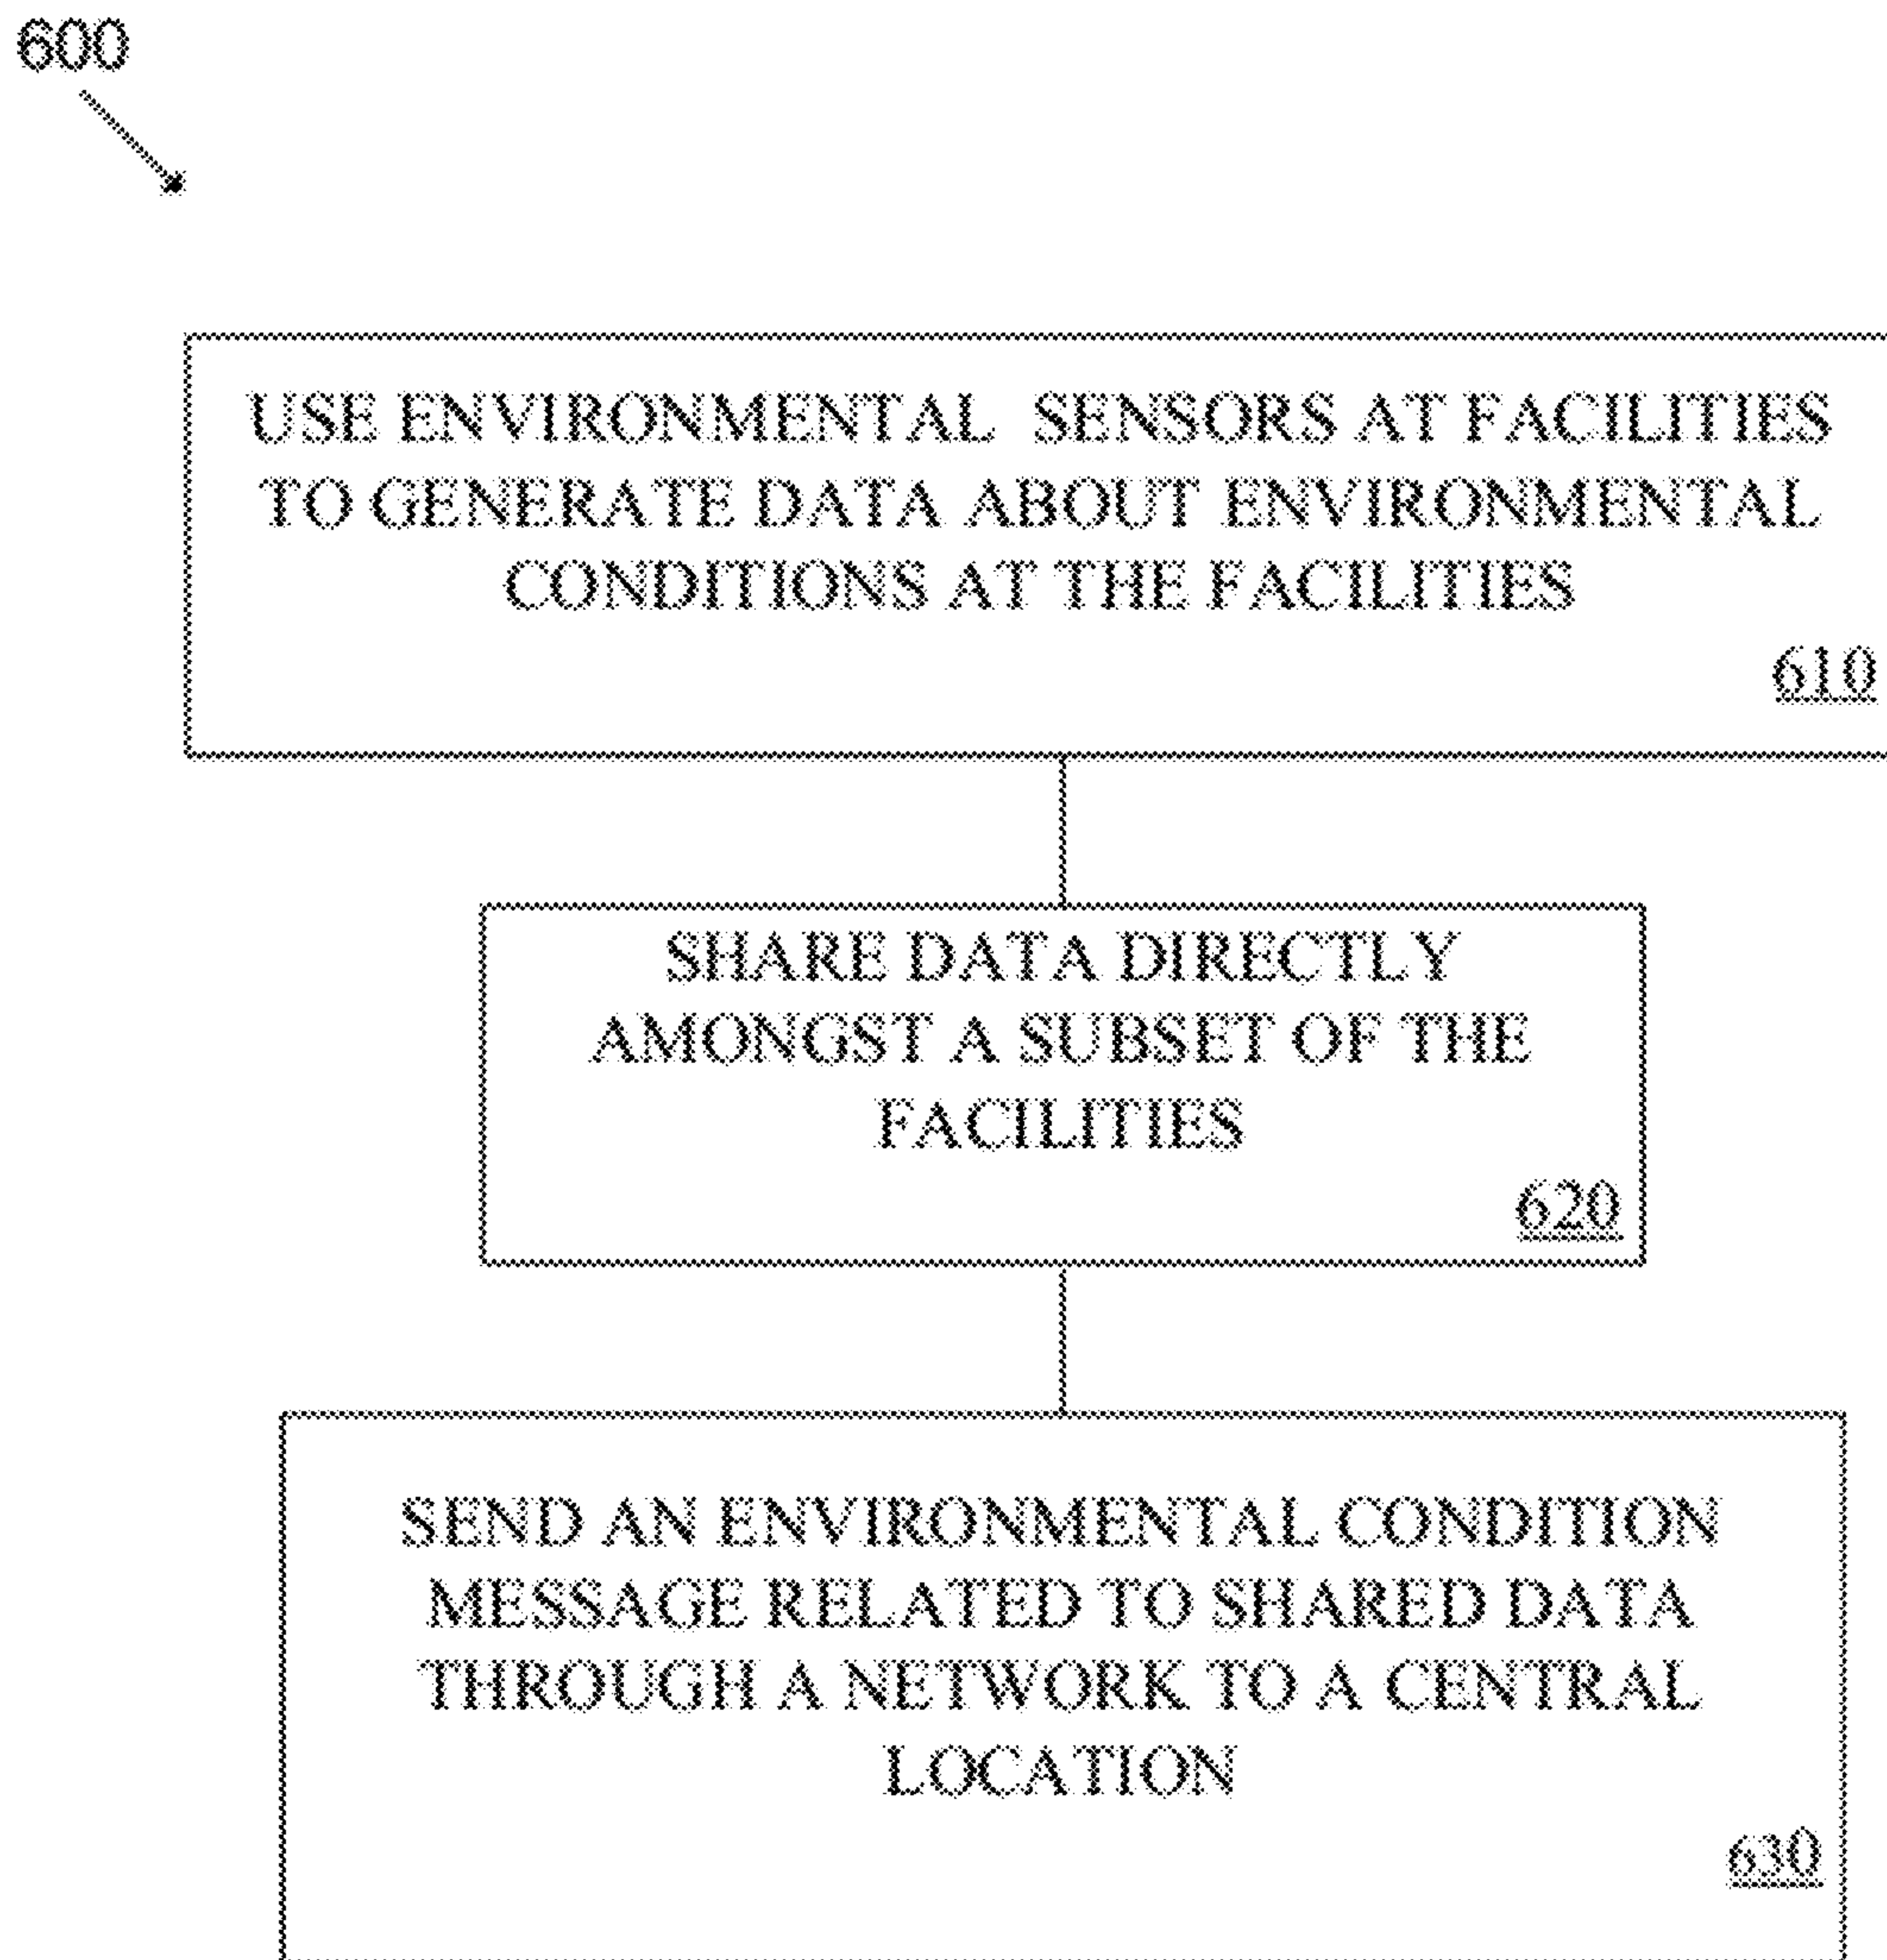 600
USE ENVIRONMENTAL SENSORS AT FACILITIES
TO GENERATE DATA ABOUT ENVIRONMENTAL
CONDITIONS AT THE FACILITIES
610
SHARE DATA DIRECTLY
AMONGST A SUBSET OF THE
FACILITIES
620
SEND AN ENVIRONMENTAL CONDITION
MESSAGE RELATED TO SHARED DATA
THROUGH A NETWORK TO A CENTRAL
LOCATION
630